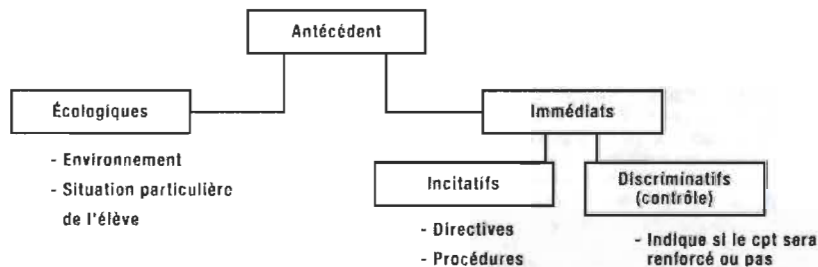 Antécédent
Écologiques
- Environnement
- Situation particulière
de l'élève
Immédiats
Incitatifs
- Directives
- Procédures
Discriminatifs
(contrôle)
- Indique si le cpt sera
renforcé ou pas